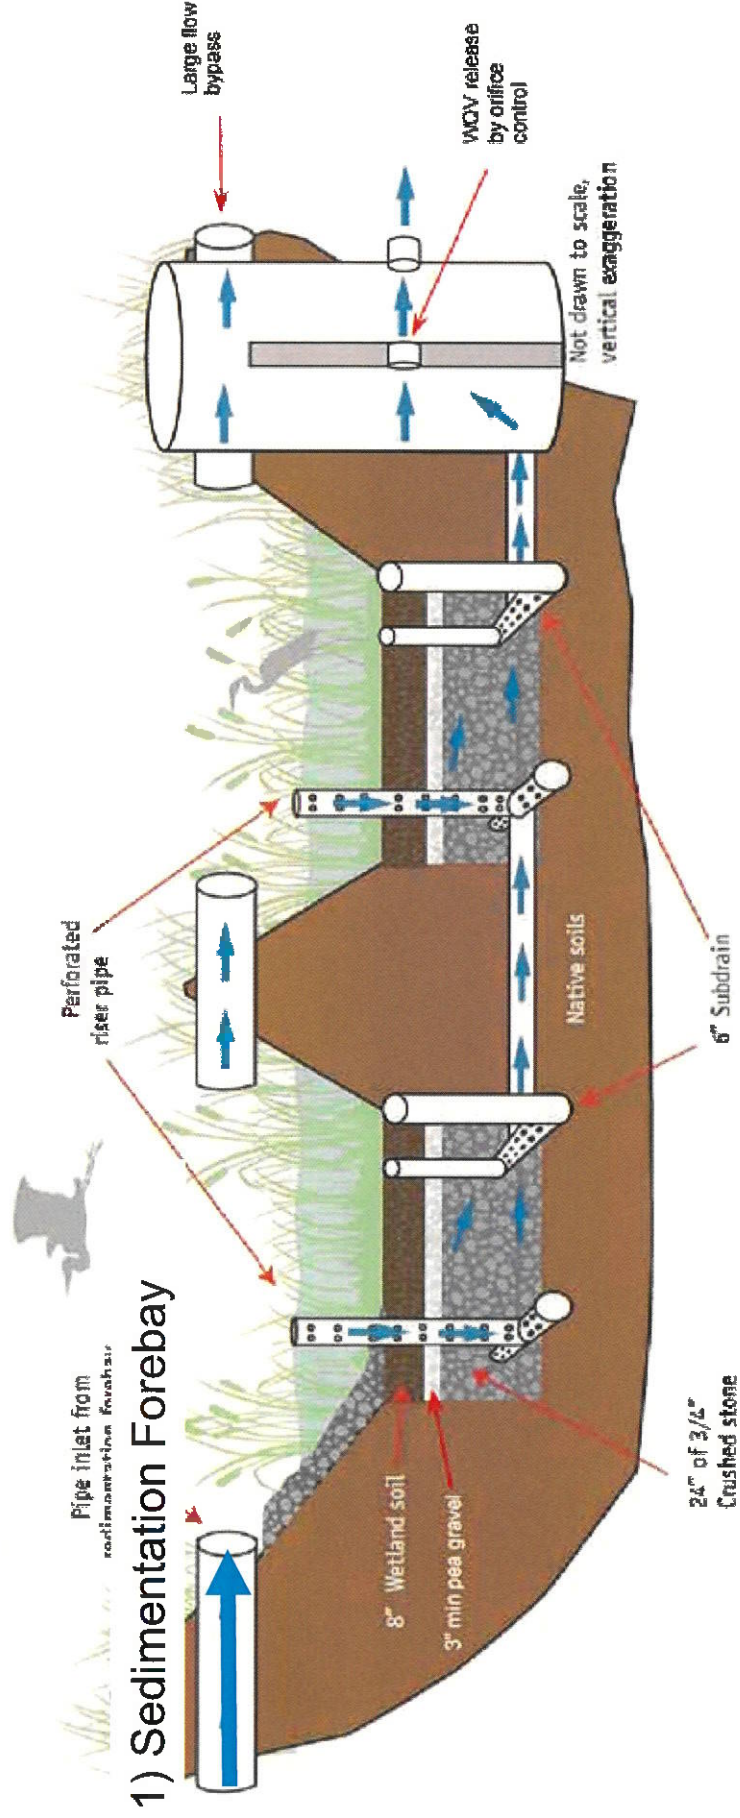 Pipe inlet from
sedimentation forebay
1) Sedimentation Forebay
Perforated
riser pipe
Large flow
bypass
WQV release
by orifice
control
Not drawn to scale,
vertical exaggeration
8" Wetland soil
3" min pea gravel
Native soils
24" of 3/4"
Crushed stone
6" Subdrain